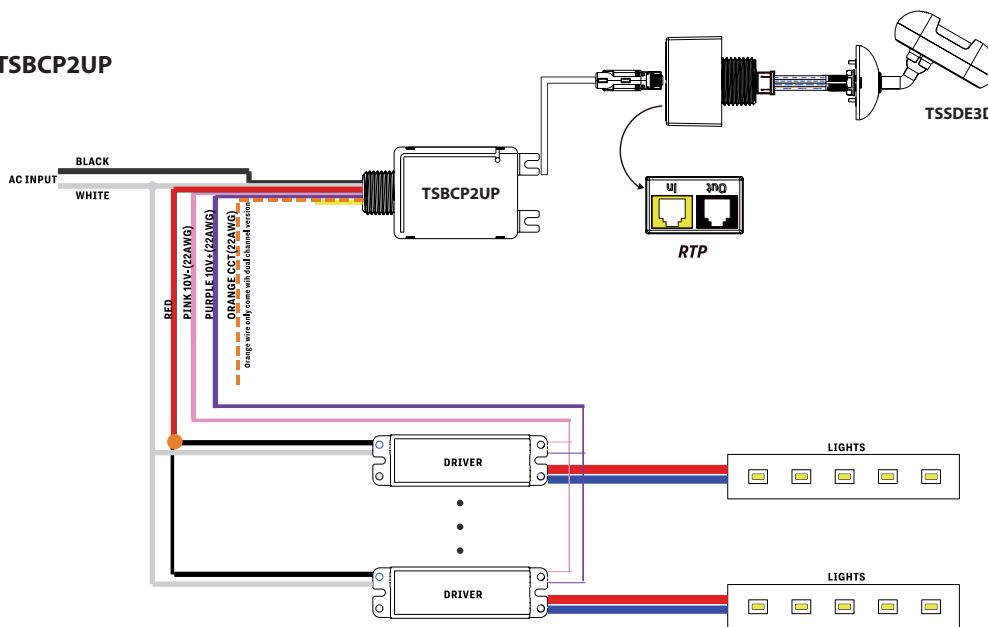 TSBCP2UP
BLACK
AC INPUT
WHITE
TSBCP2UP
TSSDE3D
In
Out
RTP
RED
PINK 10V-(22AWG)
PURPLE 10V+(22AWG)
ORANGE CCT(22AWG)
Orange wire only come wih dual channel version
DRIVER
LIGHTS
DRIVER
LIGHTS